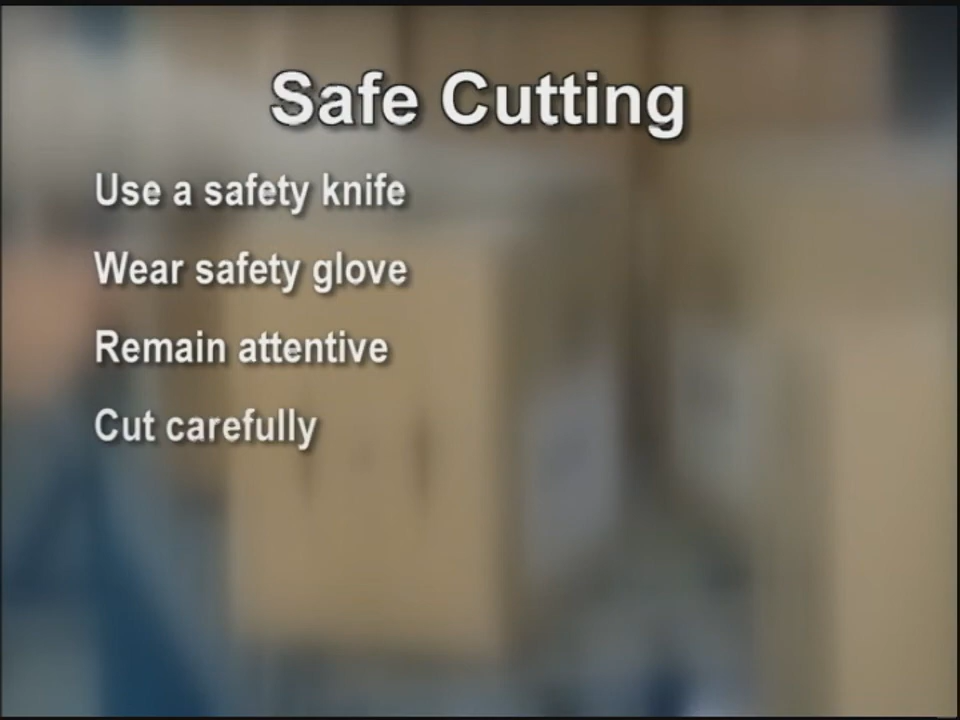 Safe Cutting
Use a safety knife
Wear safety glove
Remain attentive
Cut carefully